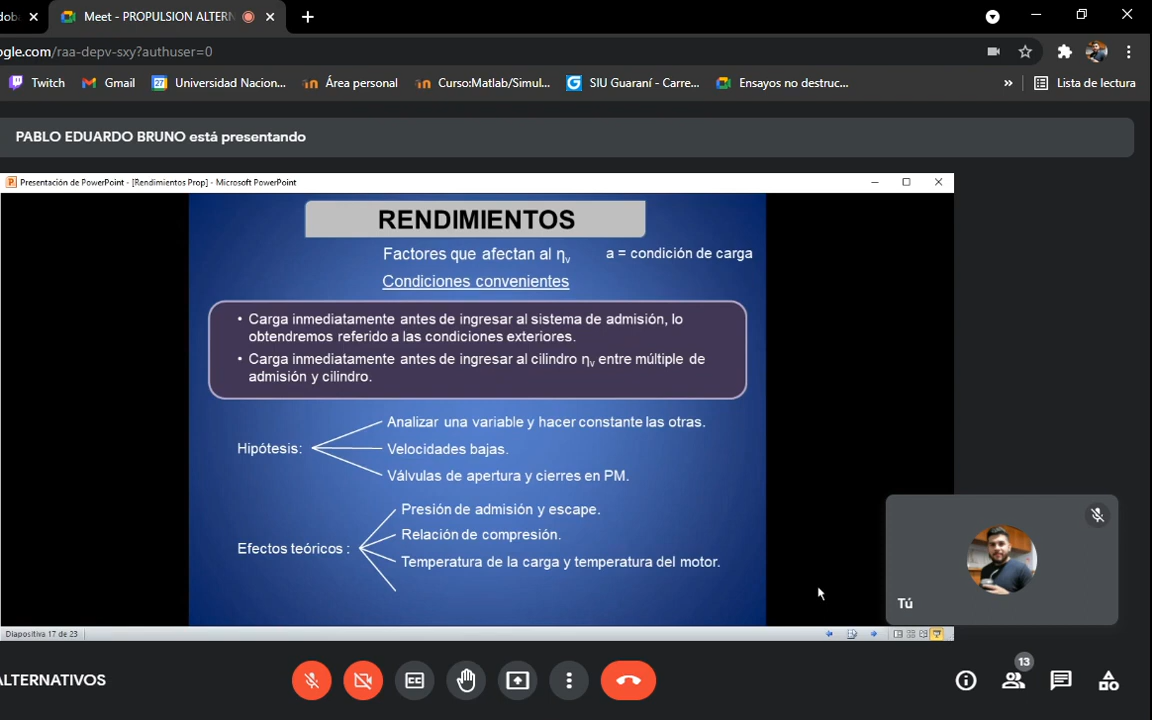 Meet - PROPULSION ALTERN
ogle.com/raa-depv-sxy?authuser=0
Twitch
Gmail
27
Universidad Nacion...
Área personal
Curso:Matlab/Simul...
SIU Guaraní - Carre...
Ensayos no destruc...
»
Lista de lectura
PABLO EDUARDO BRUNO está presentando
Presentación de PowerPoint - [Rendimientos Prop] - Microsoft PowerPoint
RENDIMIENTOS
Factores que afectan al ηv
a = condición de carga
Condiciones convenientes
• Carga inmediatamente antes de ingresar al sistema de admisión, lo
obtendremos referido a las condiciones exteriores.
• Carga inmediatamente antes de ingresar al cilindro ηv entre múltiple de
admisión y cilindro.
Analizar una variable y hacer constante las otras.
Hipótesis:
Velocidades bajas.
Válvulas de apertura y cierres en PM.
Presión de admisión y escape.
Relación de compresión.
Efectos teóricos :
Temperatura de la carga y temperatura del motor.
Tú
Diapositiva 17 de 23
ALTERNATIVOS
13